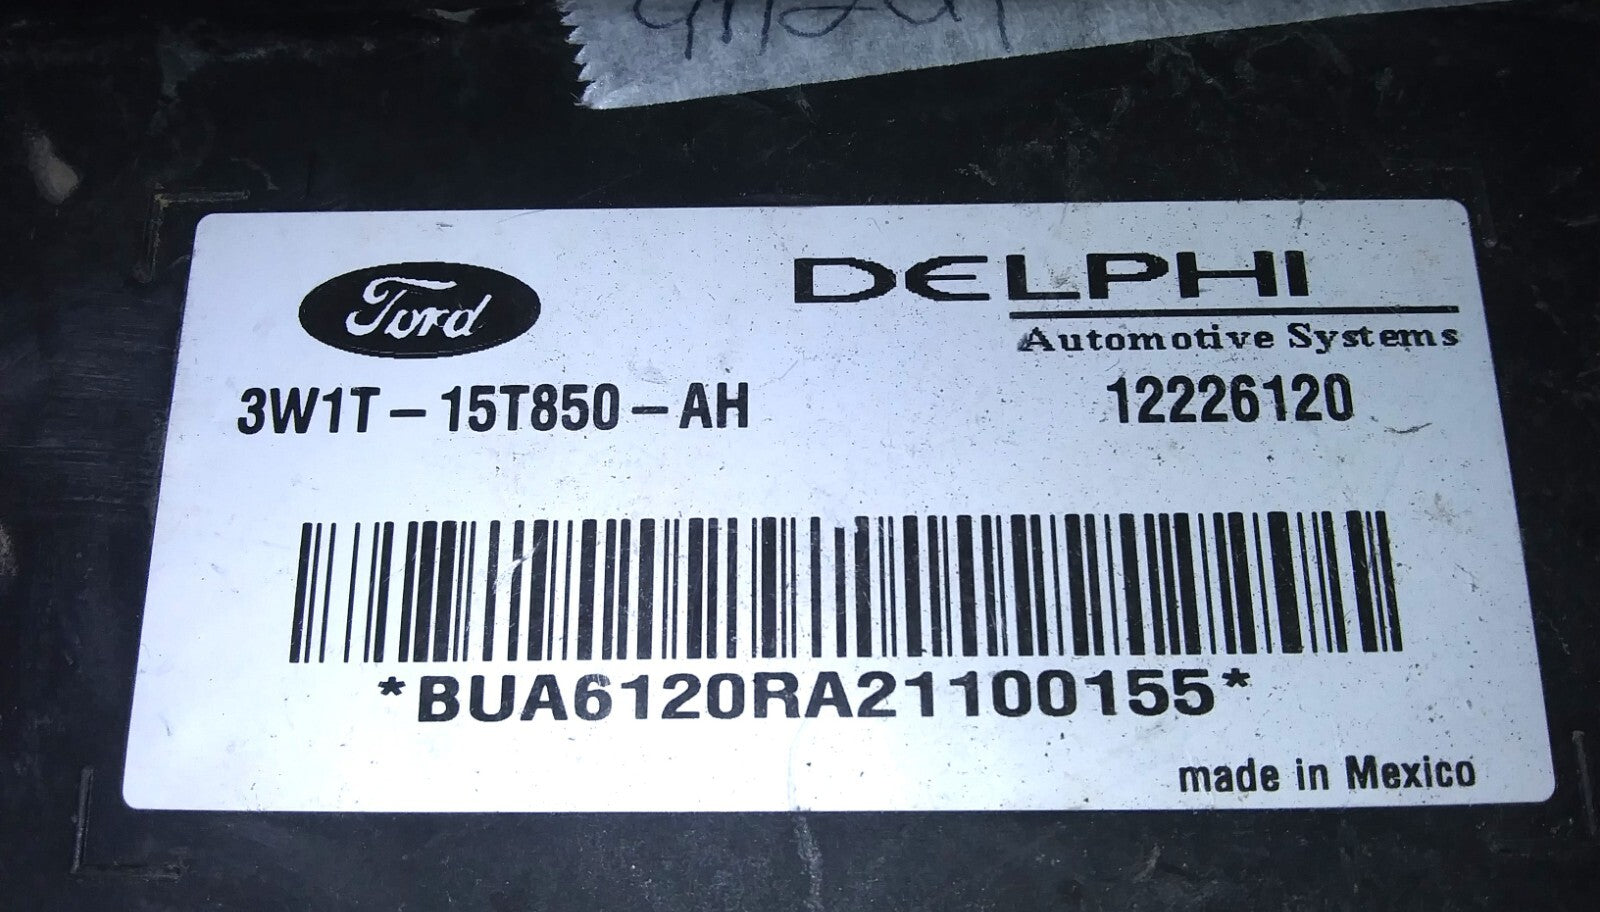 Ford
DELPHI
Automotive Systems
3W1T-15T850-AH
12226120
*BUA6120RA21100155*
made in Mexico